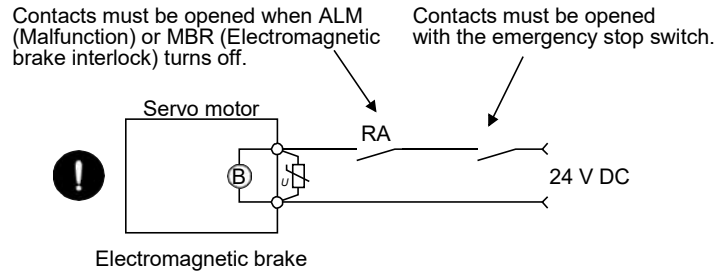 Contacts must be opened when ALM
(Malfunction) or MBR (Electromagnetic
brake interlock) turns off.
Contacts must be opened
with the emergency stop switch.
Servo motor
RA
B
U
24 V DC
Electromagnetic brake